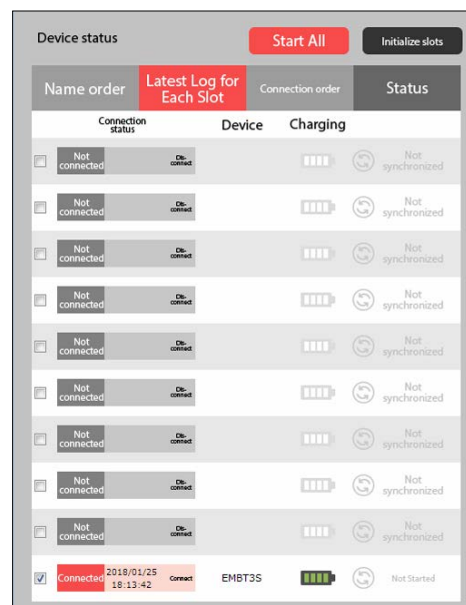 Device status
Start All
Initialize slots
Name order
Latest Log for
Each Slot
Connection order
Status
Connection
status
Device
Charging
Not
connected
Dis-
connect
Not
synchronized
Not
connected
Dis-
connect
Not
synchronized
Not
connected
Dis-
connect
Not
synchronized
Not
connected
Dis-
connect
Not
synchronized
Not
connected
Dis-
connect
Not
synchronized
Not
connected
Dis-
connect
Not
synchronized
Not
connected
Dis-
connect
Not
synchronized
Not
connected
Dis-
connect
Not
synchronized
Not
connected
Dis-
connect
Not
synchronized
Connected
2018/01/25
18:13:42
Connect
EMBT3S
Not Started